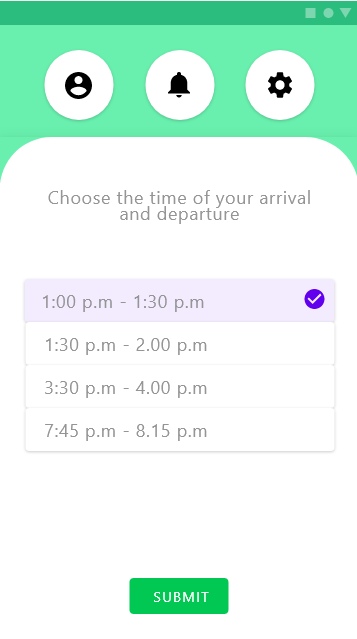 Choose the time of your arrival
and departure
1:00 p.m - 1:30 p.m
1:30 p.m - 2.00 p.m
3:30 p.m - 4.00 p.m
7:45 p.m - 8.15 p.m
SUBMIT